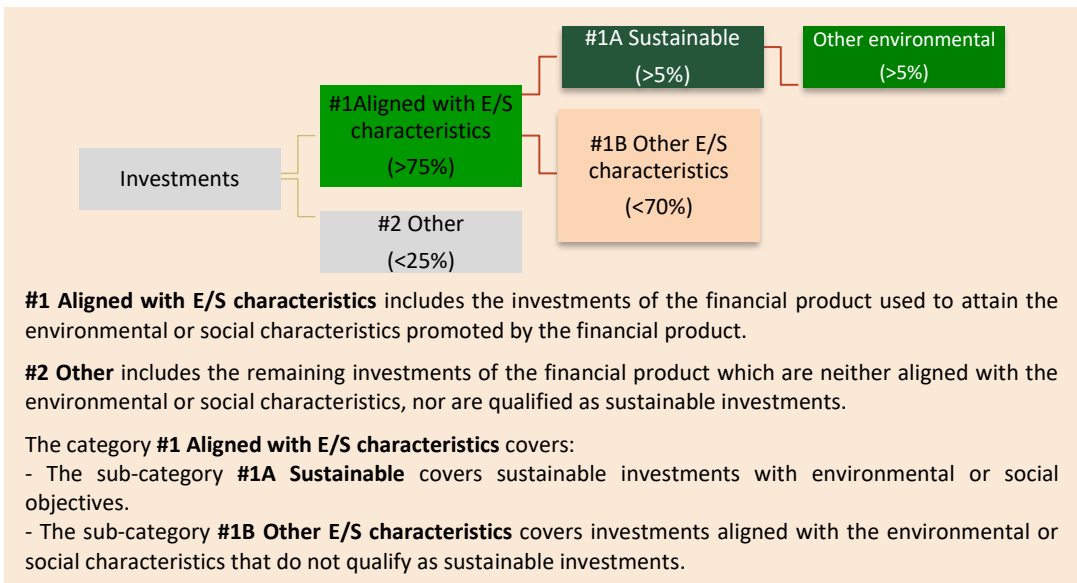 #1A Sustainable
(>5%)
Other environmental
(>5%)
#1Aligned with E/S
characteristics
(>75%)
#1B Other E/S
characteristics
(<70%)
Investments
#2 Other
(<25%)
#1 Aligned with E/S characteristics includes the investments of the financial product used to attain the
environmental or social characteristics promoted by the financial product.
#2 Other includes the remaining investments of the financial product which are neither aligned with the
environmental or social characteristics, nor are qualified as sustainable investments.
The category #1 Aligned with E/S characteristics covers:
- The sub-category #1A Sustainable covers sustainable investments with environmental or social
objectives.
- The sub-category #1B Other E/S characteristics covers investments aligned with the environmental or
social characteristics that do not qualify as sustainable investments.